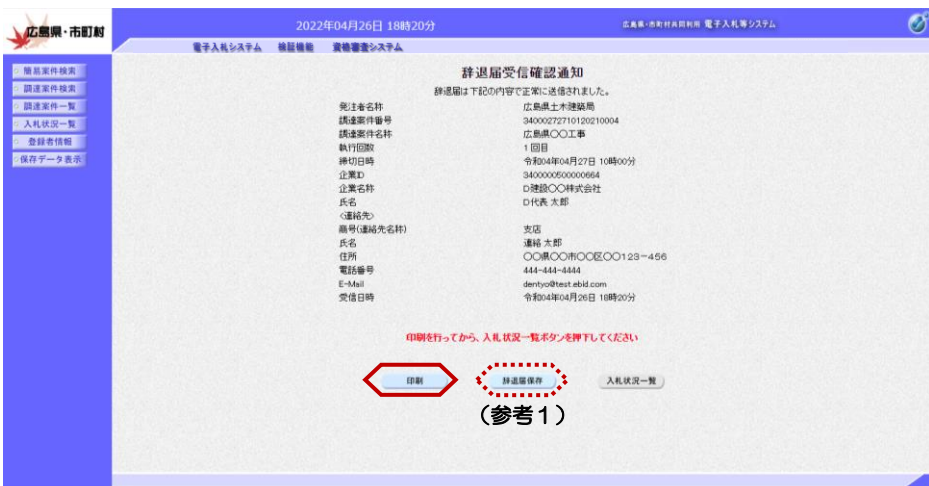 広島県・市町村
2022年04月26日 18時20分
広島県・市町村共同利用 電子入札等システム
電子入札システム 検証機能 資格審査システム
簡易案件検索
調達案件検索
調達案件一覧
入札状況一覧
登録者情報
保存データ表示
辞退届受信確認通知
辞退届は下記の内容で正常に送信されました。
発注者名称 広島県土木建築局
調達案件番号 34000272710120210004
調達案件名称 広島県〇〇工事
執行回数 1回目
締切日時 令和04年04月27日 10時00分
企業ID 3400000500000664
企業名称 D建設〇〇株式会社
氏名 D代表 太郎
<連絡先>
商号(連絡先名称) 支店
氏名 連絡 太郎
住所 〇〇県〇〇市〇〇区〇〇123-456
電話番号 444-444-4444
E-Mail dentyo@test.ebid.com
受信日時 令和04年04月26日 18時20分
印刷を行ってから、入札状況一覧ボタンを押下してください
印刷 辞退届保存 入札状況一覧
(参考1)